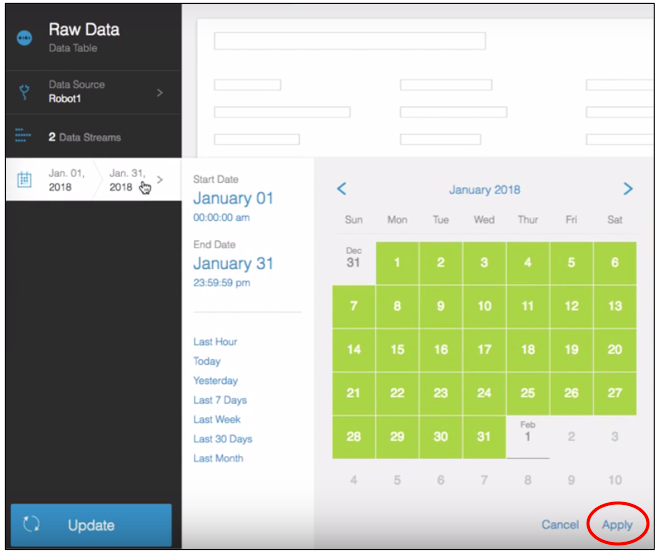 Raw Data
Data Table
Data Source
Robot1
2 Data Streams
Jan. 01, 2018
Jan. 31, 2018
Start Date
January 01
00:00:00 am
End Date
January 31
23:59:59 pm
Last Hour
Today
Yesterday
Last 7 Days
Last Week
Last 30 Days
Last Month
January 2018
Sun Mon Tue Wed Thur Fri Sat
Dec
31 1 2 3 4 5 6
7 8 9 10 11 12 13
14 15 16 17 18 19 20
21 22 23 24 25 26 27
Feb
28 29 30 31 1 2 3
4 5 6 7 8 9 10
Cancel Apply
Update